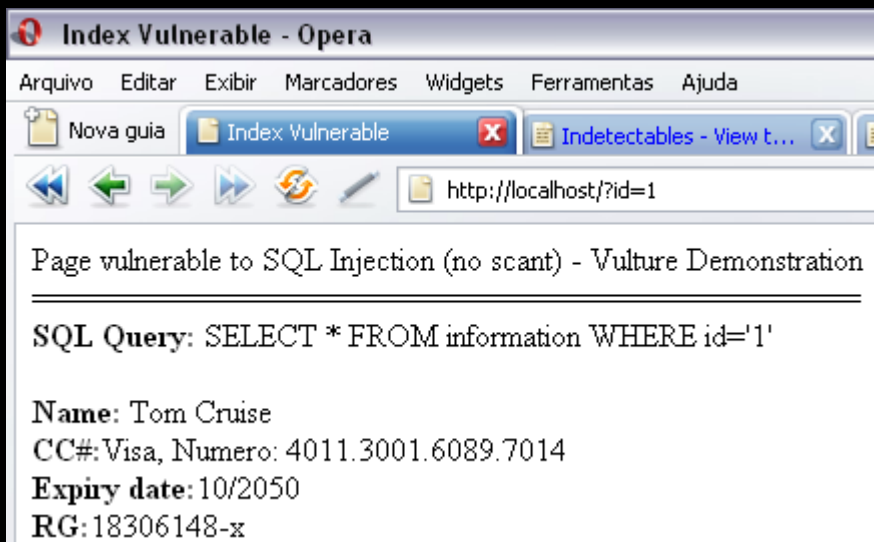 Index Vulnerable - Opera
Arquivo Editar Exibir Marcadores Widgets Ferramentas Ajuda
Nova guia Index Vulnerable Indetectables - View t...
http://localhost/?id=1
Page vulnerable to SQL Injection (no scant) - Vulture Demonstration
SQL Query: SELECT * FROM information WHERE id='1'
Name: Tom Cruise
CC#:Visa, Numero: 4011.3001.6089.7014
Expiry date:10/2050
RG:18306148-x